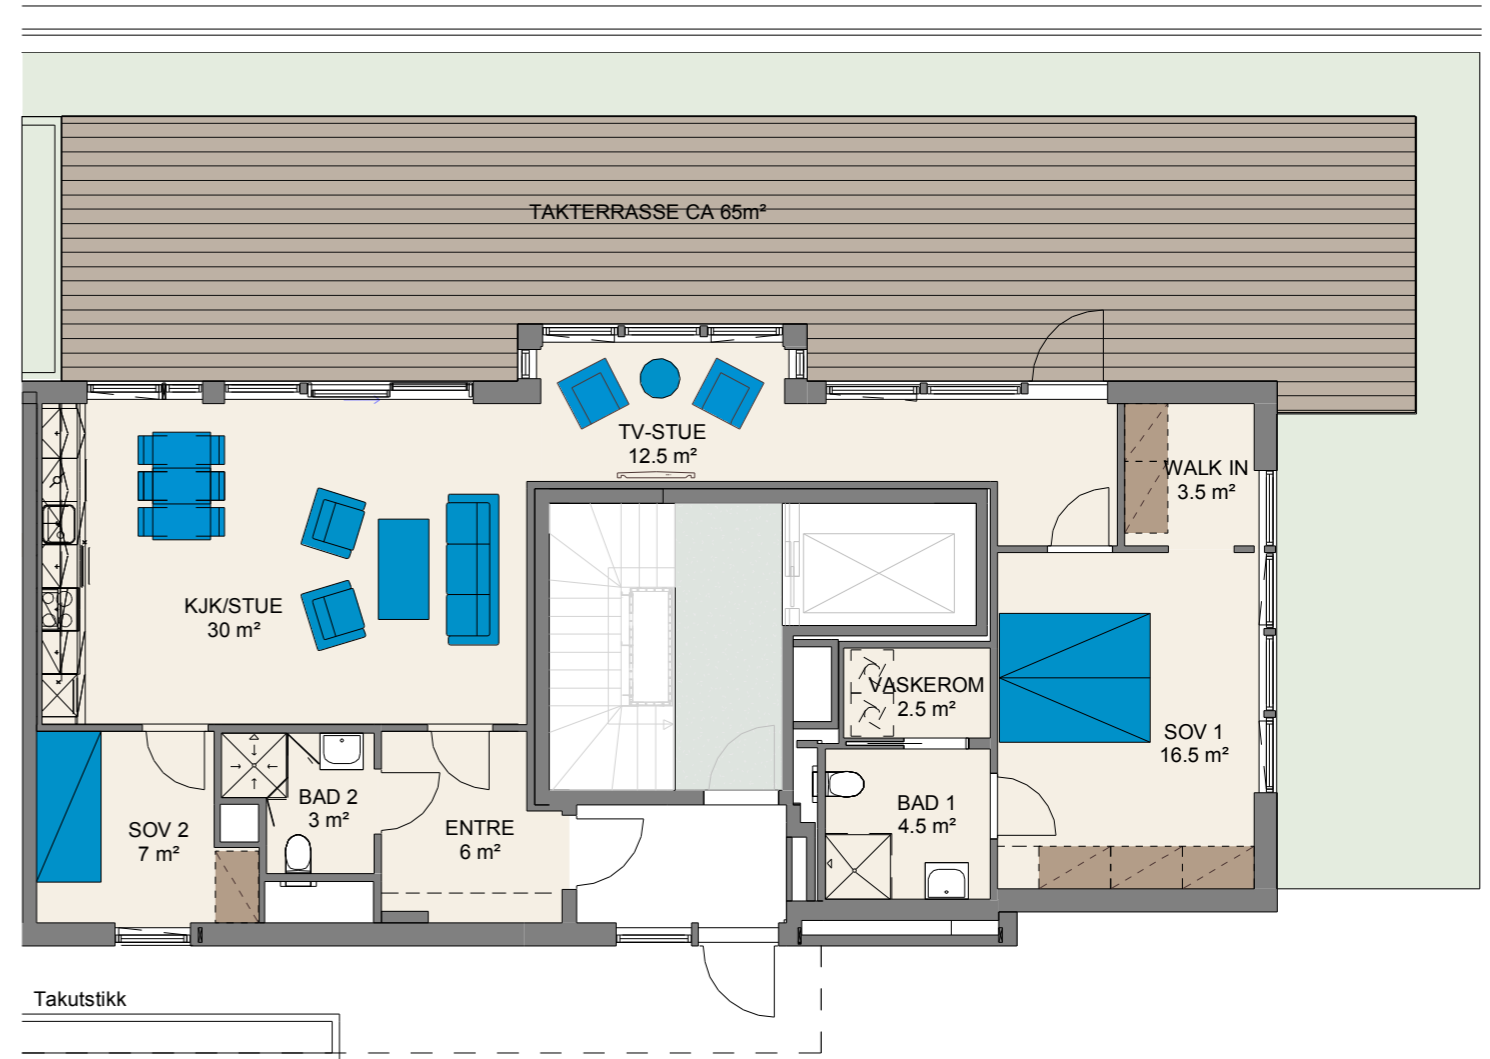 TAKTERRASSE CA 65m²
TV-STUE
12.5 m²
WALK IN
3.5 m²
KJK/STUE
30 m²
VASKEROM
2.5 m²
SOV 1
16.5 m²
BAD 2
3 m²
BAD 1
4.5 m²
SOV 2
7 m²
ENTRE
6 m²
Takutstikk